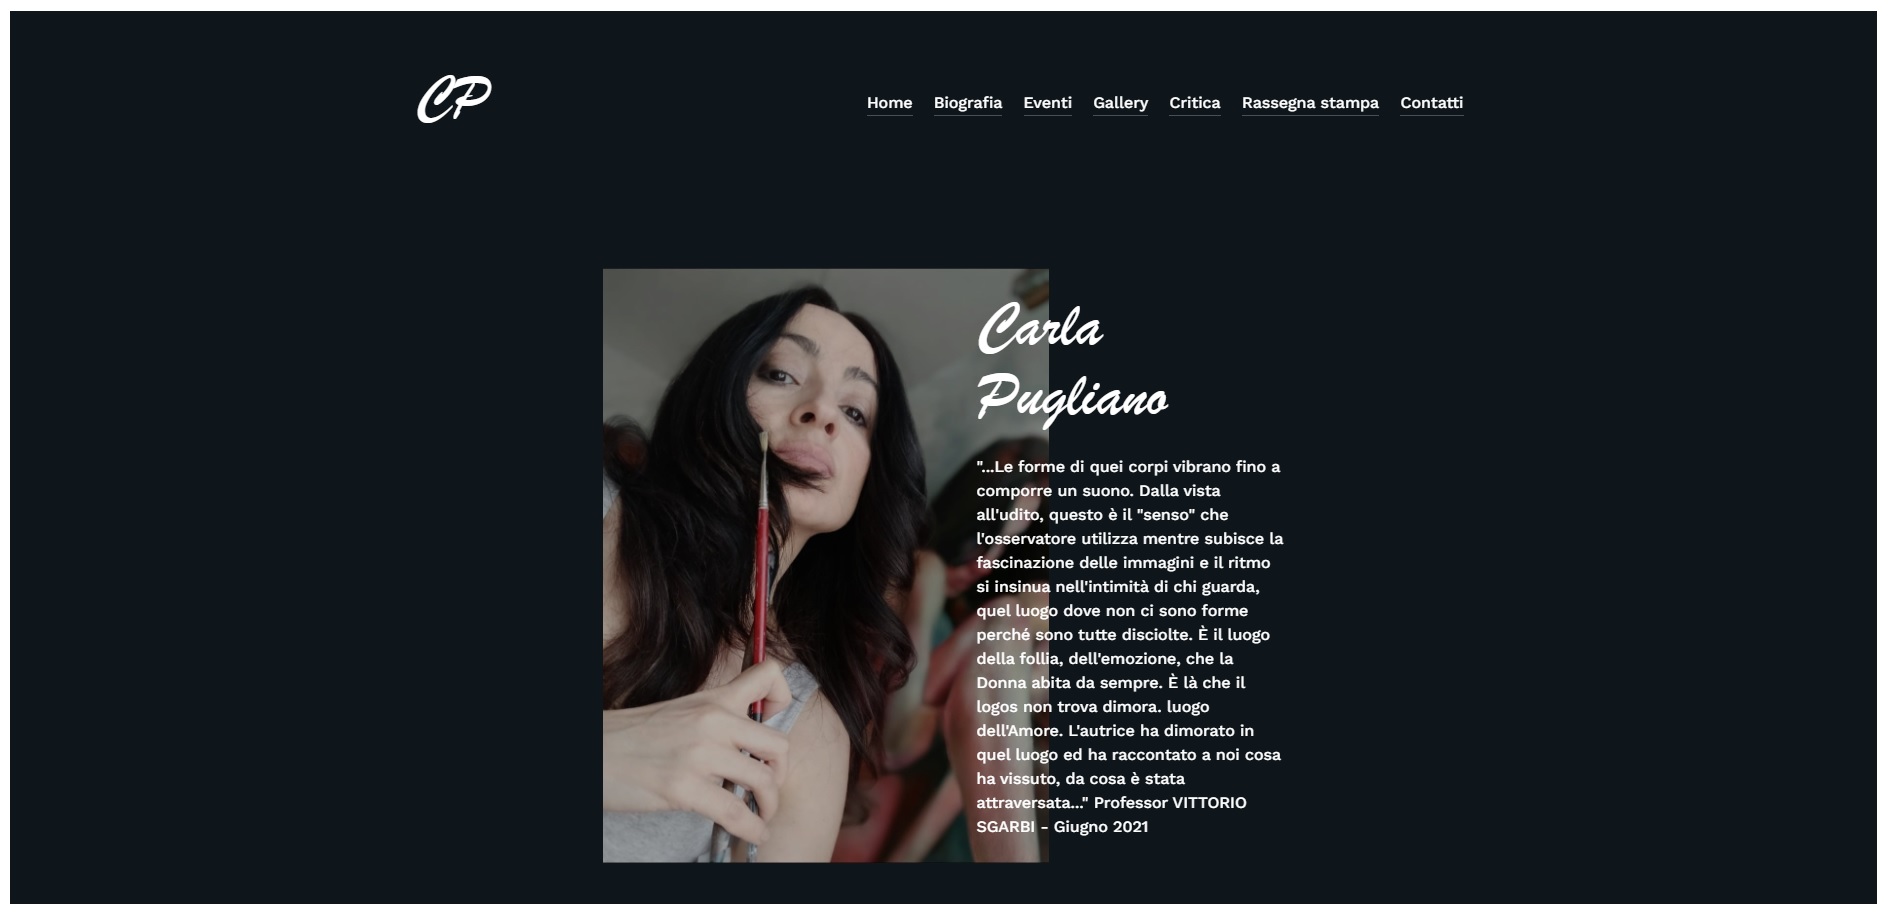 CP
Home Biografia Eventi Gallery Critica Rassegna stampa Contatti
Carla
Pugliano
"...Le forme di quei corpi vibrano fino a
comporre un suono. Dalla vista
all'udito, questo è il "senso" che
l'osservatore utilizza mentre subisce la
fascinazione delle immagini e il ritmo
si insinua nell'intimità di chi guarda,
quel luogo dove non ci sono forme
perché sono tutte disciolte. È il luogo
della follia, dell'emozione, che la
Donna abita da sempre. È là che il
logos non trova dimora. luogo
dell'Amore. L'autrice ha dimorato in
quel luogo ed ha raccontato a noi cosa
ha vissuto, da cosa è stata
attraversata..." Professor VITTORIO
SGARBI - Giugno 2021